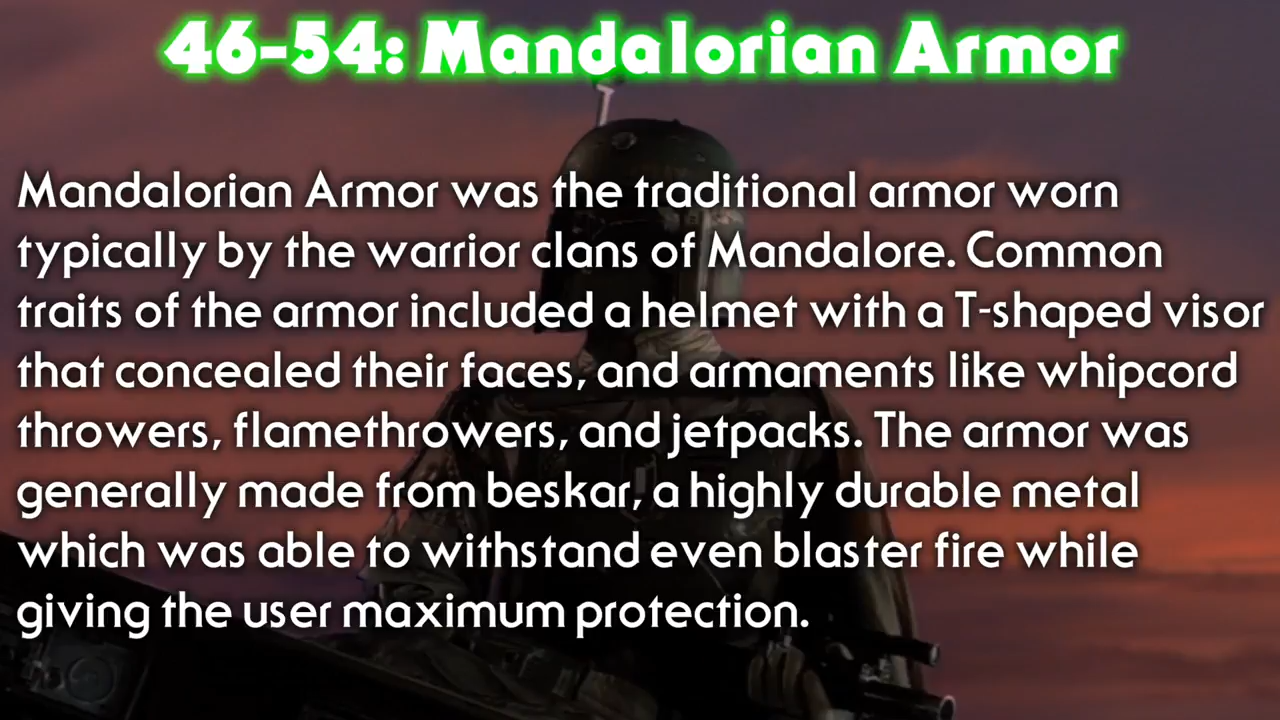 46-54: Mandalorian Armor
Mandalorian Armor was the traditional armor worn
typically by the warrior clans of Mandalore. Common
traits of the armor included a helmet with a T-shaped visor
that concealed their faces, and armaments like whipcord
throwers, flamethrowers, and jetpacks. The armor was
generally made from beskar, a highly durable metal
which was able to withstand even blaster fire while
giving the user maximum protection.